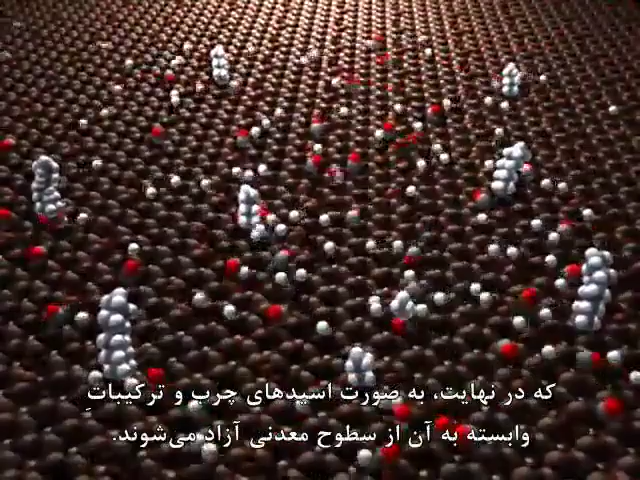 که در نهایت، به صورت اسیدهای چرب و ترکیباتِ
وابسته به آن از سطوح معدنی آزاد می‌شوند.